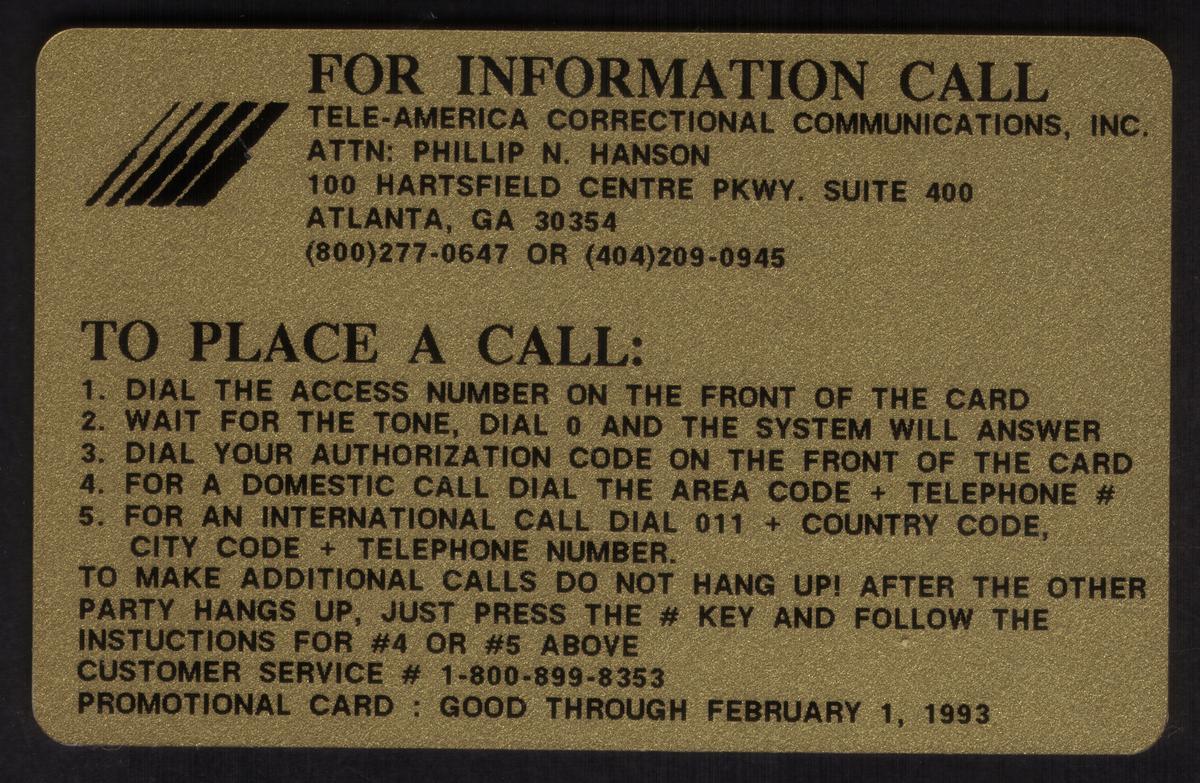 FOR INFORMATION CALL
TELE-AMERICA CORRECTIONAL COMMUNICATIONS, INC.
ATTN: PHILLIP N. HANSON
100 HARTSFIELD CENTRE PKWY. SUITE 400
ATLANTA, GA 30354
(800)277-0647 OR (404)209-0945
TO PLACE A CALL:
1. DIAL THE ACCESS NUMBER ON THE FRONT OF THE CARD
2. WAIT FOR THE TONE, DIAL 0 AND THE SYSTEM WILL ANSWER
3. DIAL YOUR AUTHORIZATION CODE ON THE FRONT OF THE CARD
4. FOR A DOMESTIC CALL DIAL THE AREA CODE + TELEPHONE #
5. FOR AN INTERNATIONAL CALL DIAL 011 + COUNTRY CODE,
CITY CODE + TELEPHONE NUMBER.
TO MAKE ADDITIONAL CALLS DO NOT HANG UP! AFTER THE OTHER
PARTY HANGS UP, JUST PRESS THE # KEY AND FOLLOW THE
INSTUCTIONS FOR #4 OR #5 ABOVE
CUSTOMER SERVICE # 1-800-899-8353
PROMOTIONAL CARD : GOOD THROUGH FEBRUARY 1, 1993